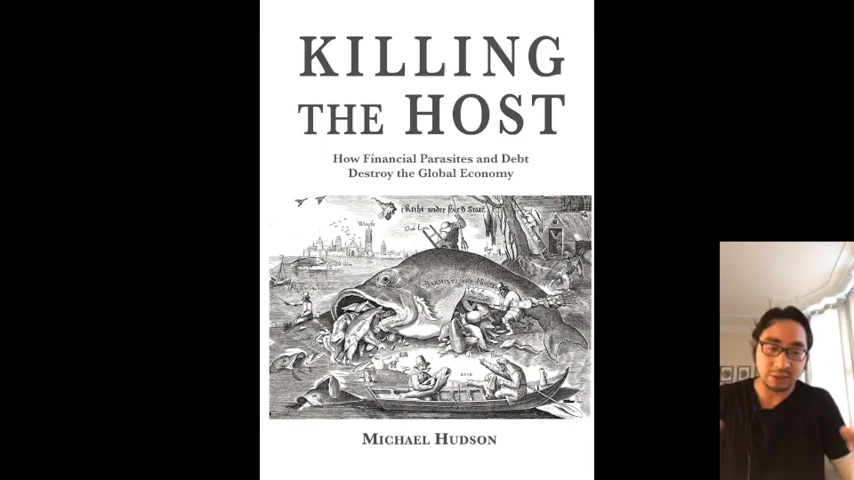 KILLING
THE HOST
How Financial Parasites and Debt
Destroy the Global Economy
MICHAEL HUDSON